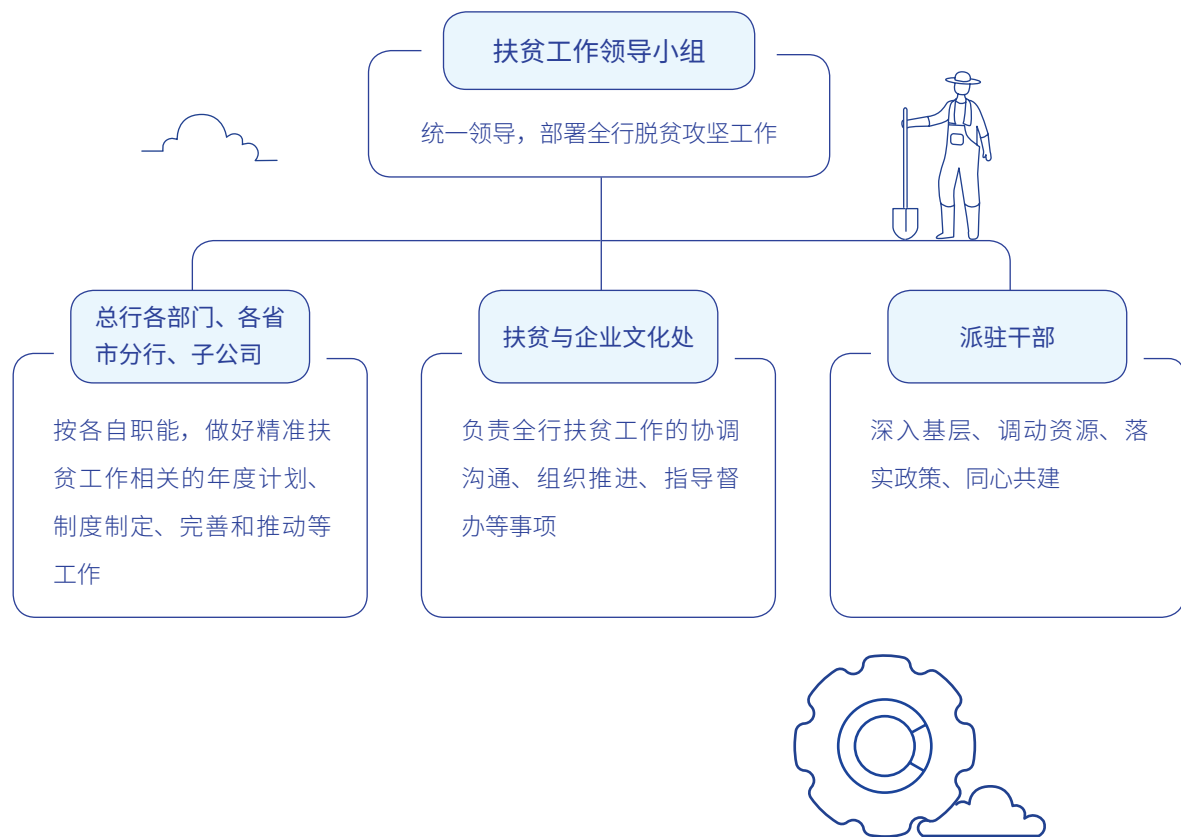 扶贫工作领导小组
统一领导，部署全行脱贫攻坚工作
总行各部门、各省
市分行、子公司
按各自职能，做好精准扶
贫工作相关的年度计划、
制度制定、完善和推动等
工作
扶贫与企业文化处
负责全行扶贫工作的协调
沟通、组织推进、指导督
办等事项
派驻干部
深入基层、调动资源、落
实政策、同心共建